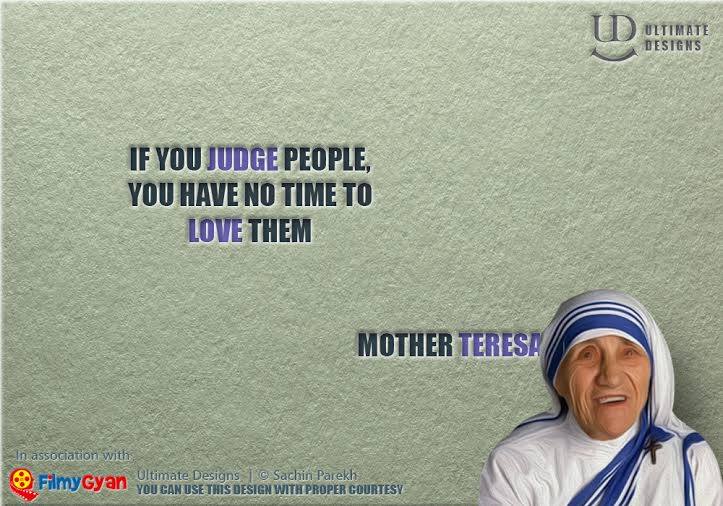 UD ULTIMATE
DESIGNS
IF YOU JUDGE PEOPLE,
YOU HAVE NO TIME TO
LOVE THEM
MOTHER TERESA
In association with
FilmyGyan
Ultimate Designs | © Sachin Parekh
YOU CAN USE THIS DESIGN WITH PROPER COURTESY